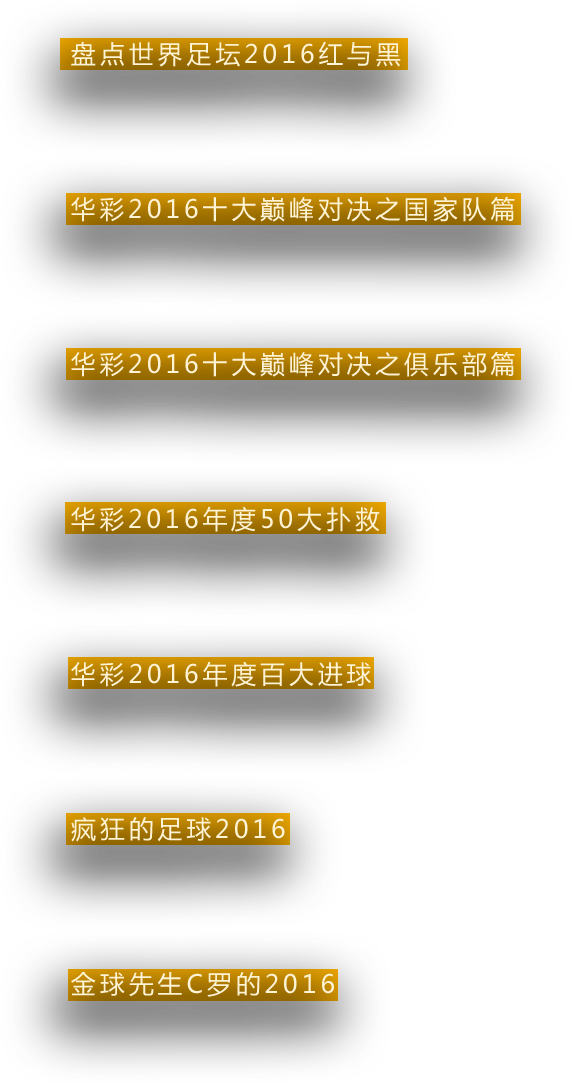 盘点世界足坛2016红与黑
华彩2016十大巅峰对决之国家队篇
华彩2016十大巅峰对决之俱乐部篇
华彩2016年度50大扑救
华彩2016年度百大进球
疯狂的足球2016
金球先生C罗的2016